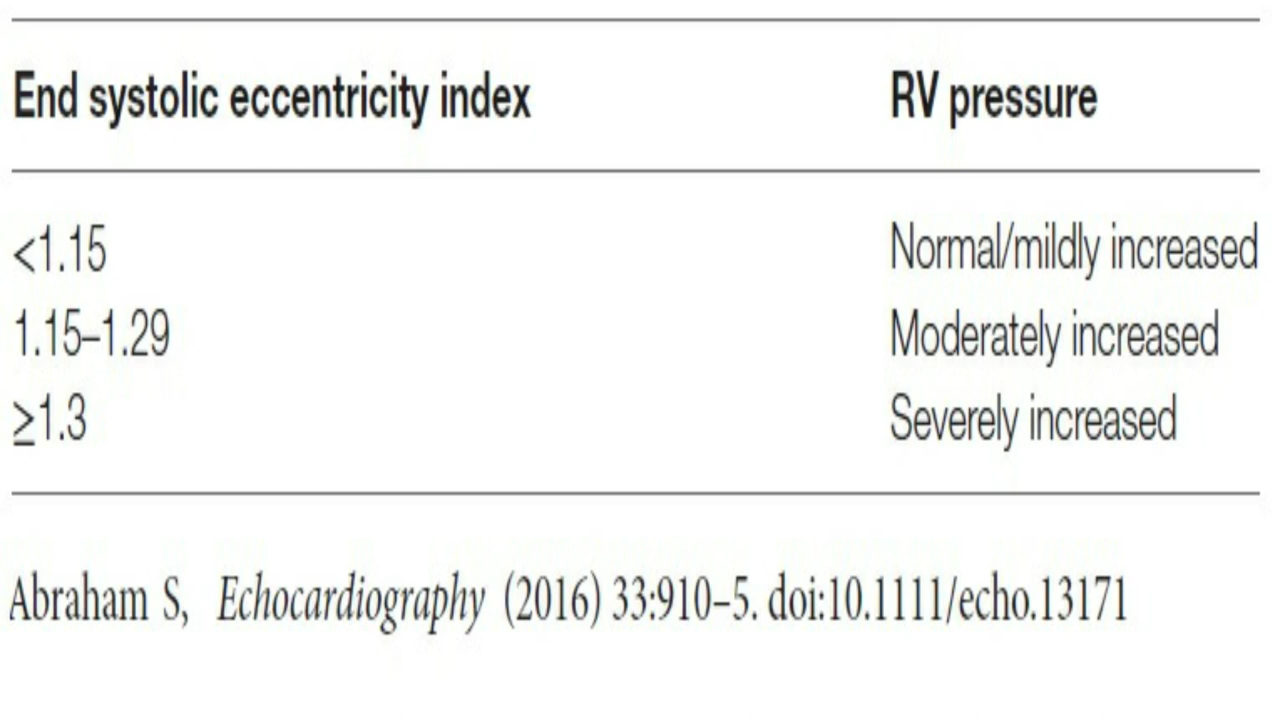 End systolic eccentricity index RV pressure
<1.15 Normal/mildly increased
1.15–1.29 Moderately increased
≥1.3 Severely increased
Abraham S, Echocardiography (2016) 33:910–5. doi:10.1111/echo.13171